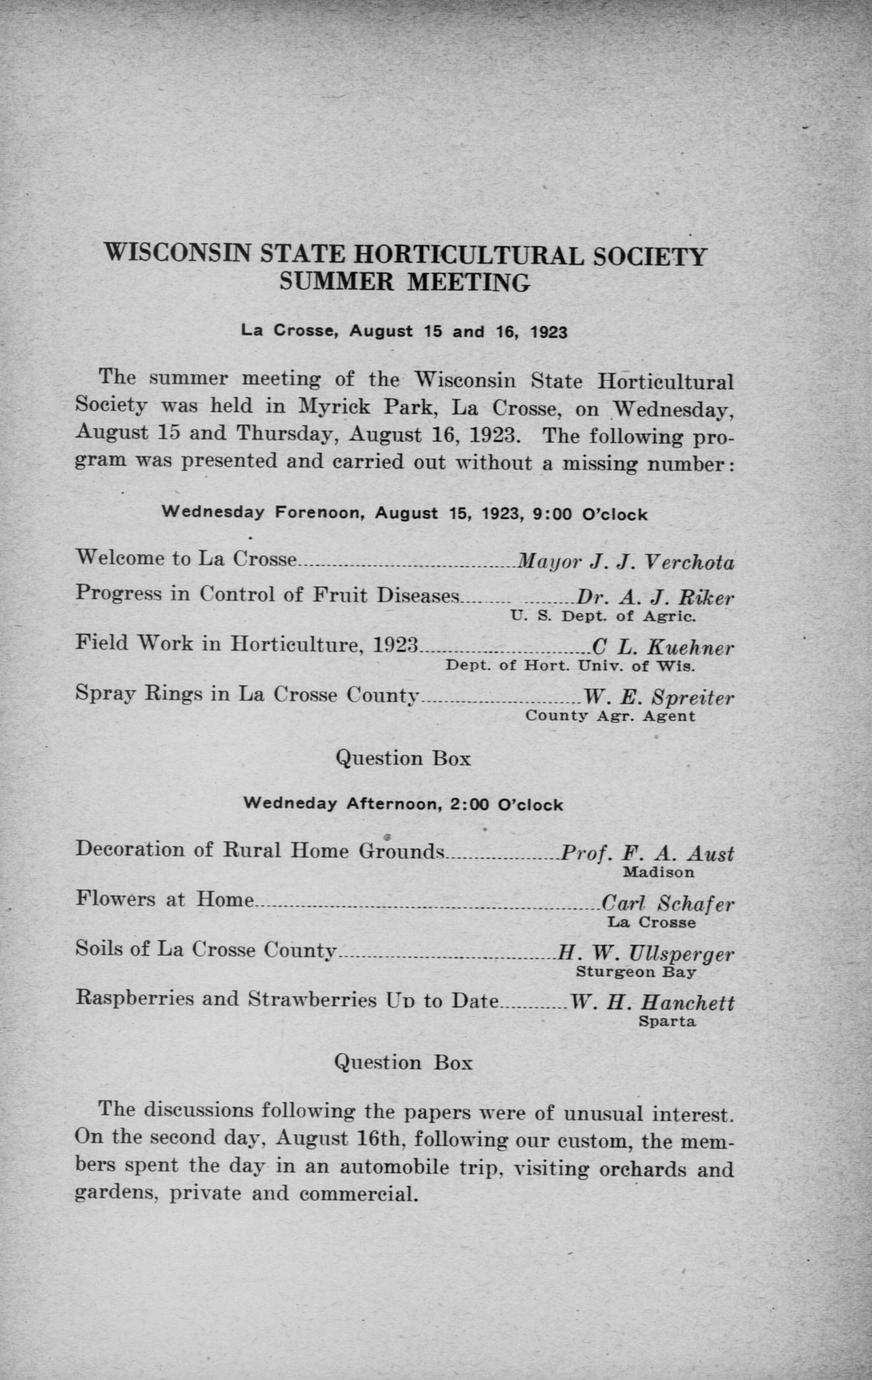 WISCONSIN STATE HORTICULTURAL SOCIETY
SUMMER MEETING
La Crosse, August 15 and 16, 1923
The summer meeting of the Wisconsin State Horticultural
Society was held in Myrick Park, La Crosse, on Wednesday,
August 15 and Thursday, August 16, 1923. The following pro-
gram was presented and carried out without a missing number:
Wednesday Forenoon, August 15, 1923, 9:00 O'clock
Welcome to La Crosse........................................Mayor J. J. Verchota
Progress in Control of Fruit Diseases......... .........Dr. A. J. Riker
U. S. Dept. of Agric.
Field Work in Horticulture, 1923...............................C L. Kuehner
Dept. of Hort. Univ. of Wis.
Spray Rings in La Crosse County.............................W. E. Spreiter
County Agr. Agent
Question Box
Wedneday Afternoon, 2:00 O'clock
Decoration of Rural Home Grounds.....................Prof. F. A. Aust
Madison
Flowers at Home...............................................................Carl Schafer
La Crosse
Soils of La Crosse County.......................................H. W. Ullsperger
Sturgeon Bay
Raspberries and Strawberries Up to Date............W. H. Hanchett
Sparta
Question Box
The discussions following the papers were of unusual interest.
On the second day, August 16th, following our custom, the mem-
bers spent the day in an automobile trip, visiting orchards and
gardens, private and commercial.